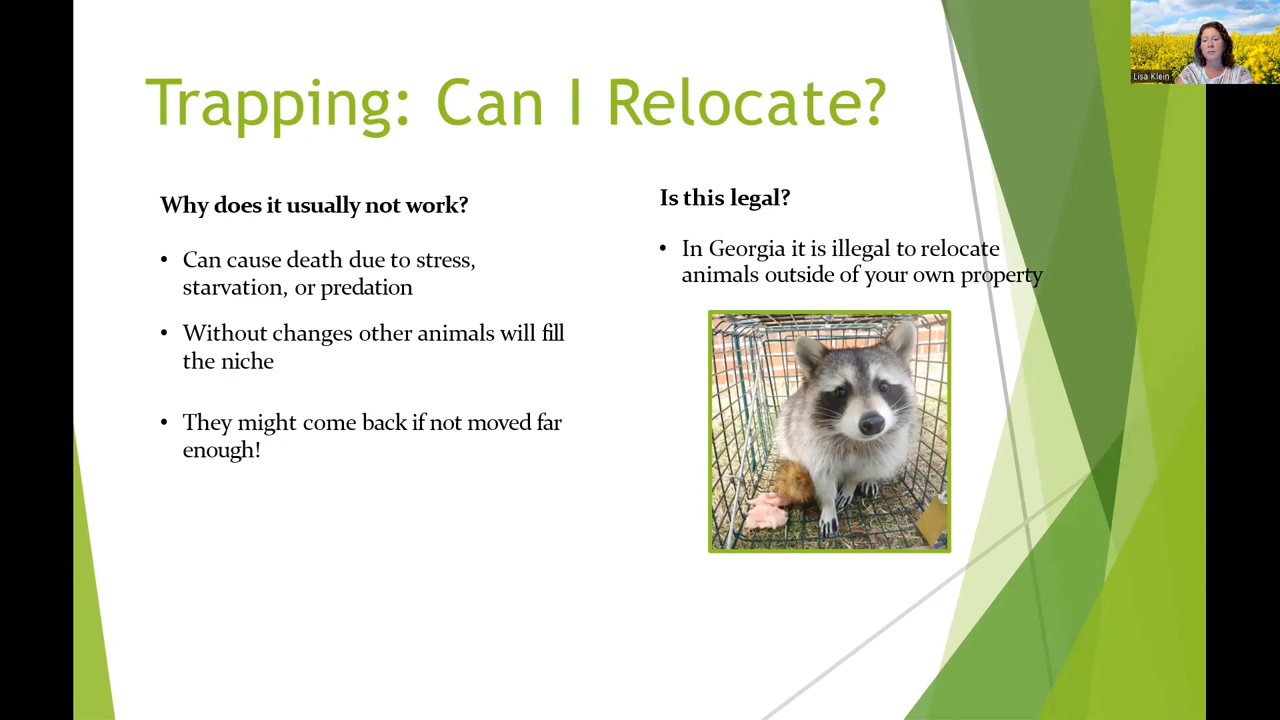 Trapping: Can I Relocate?
Why does it usually not work?
• Can cause death due to stress,
starvation, or predation
• Without changes other animals will fill
the niche
• They might come back if not moved far
enough!
Is this legal?
• In Georgia it is illegal to relocate
animals outside of your own property
Lisa Klein